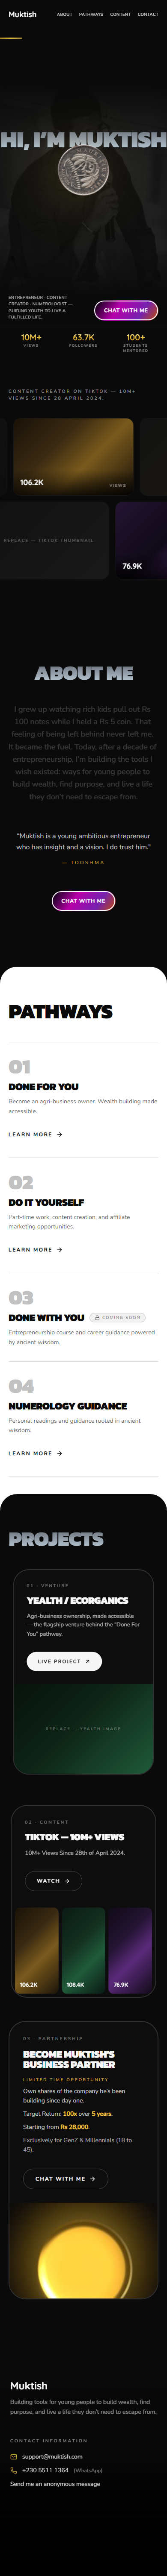 Muktish
ABOUT PATHWAYS CONTENT CONTACT
HI, I'M MUKTISH
ENTREPRENEUR · CONTENT
CREATOR · NUMEROLOGIST —
GUIDING YOUTH TO LIVE A
FULFILLED LIFE.
CHAT WITH ME
10M+ 63.7K 100+
VIEWS FOLLOWERS STUDENTS
MENTORED
CONTENT CREATOR ON TIKTOK — 10M+
VIEWS SINCE 28 APRIL 2024.
106.2K VIEWS
REPLACE — TIKTOK THUMBNAIL
76.9K
ABOUT ME
I grew up watching rich kids pull out Rs
100 notes while I held a Rs 5 coin. That
feeling of being left behind never left me.
It became the fuel. Today, after a decade of
entrepreneurship, I'm building the tools I
wish existed: ways for young people to
build wealth, find purpose, and live a life
they don't need to escape from.
"Muktish is a young ambitious entrepreneur
who has insight and a vision. I do trust him."
— TOOSHMA
CHAT WITH ME
PATHWAYS
01
DONE FOR YOU
Become an agri-business owner. Wealth building made
accessible.
LEARN MORE →
02
DO IT YOURSELF
Part-time work, content creation, and affiliate
marketing opportunities.
LEARN MORE →
03
DONE WITH YOU COMING SOON
Entrepreneurship course and career guidance powered
by ancient wisdom.
04
NUMEROLOGY GUIDANCE
Personal readings and guidance rooted in ancient
wisdom.
LEARN MORE →
PROJECTS
01 · VENTURE
YEALTH / ECORGANICS
Agri-business ownership, made accessible
— the flagship venture behind the "Done For
You" pathway.
LIVE PROJECT ↗
REPLACE — YEALTH IMAGE
02 · CONTENT
TIKTOK — 10M+ VIEWS
10M+ Views Since 28th of April 2024.
WATCH →
106.2K 108.4K 76.9K
03 · PARTNERSHIP
BECOME MUKTISH'S
BUSINESS PARTNER
LIMITED TIME OPPORTUNITY
Own shares of the company he's been
building since day one.
Target Return: 100x over 5 years.
Starting from Rs 28,000.
Exclusively for GenZ & Millennials (18 to
45).
CHAT WITH ME →
Muktish
Building tools for young people to build wealth, find
purpose, and live a life they don't need to escape from.
CONTACT INFORMATION
support@muktish.com
+230 5511 1364 (WhatsApp)
Send me an anonymous message